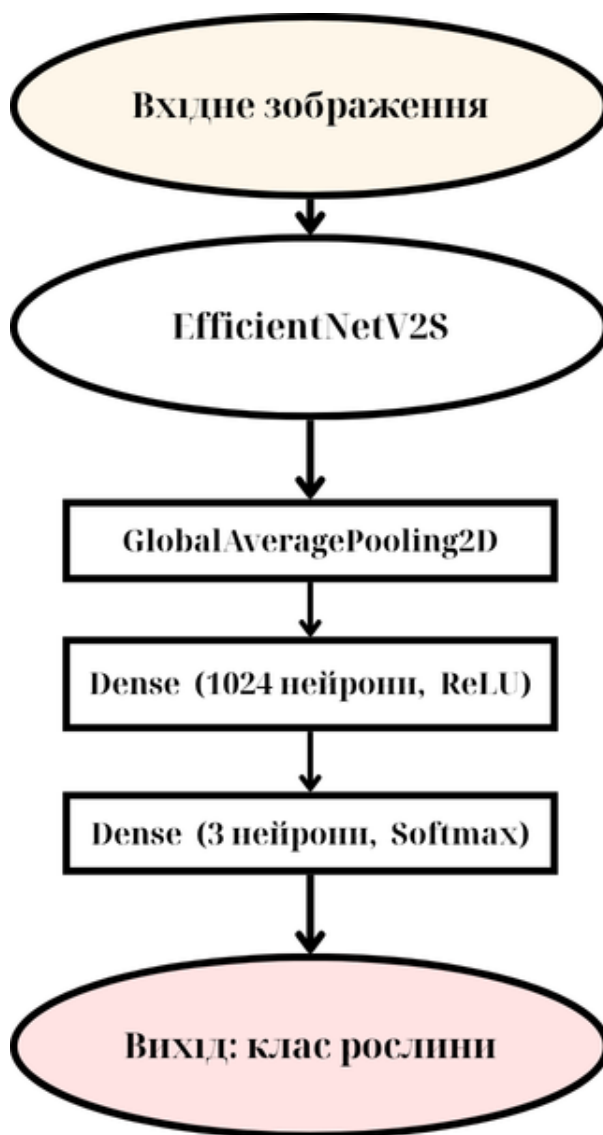 Вхідне зображення
EfficientNetV2S
GlobalAveragePooling2D
Dense (1024 нейрони, ReLU)
Dense (3 нейрони, Softmax)
Вихід: клас рослини